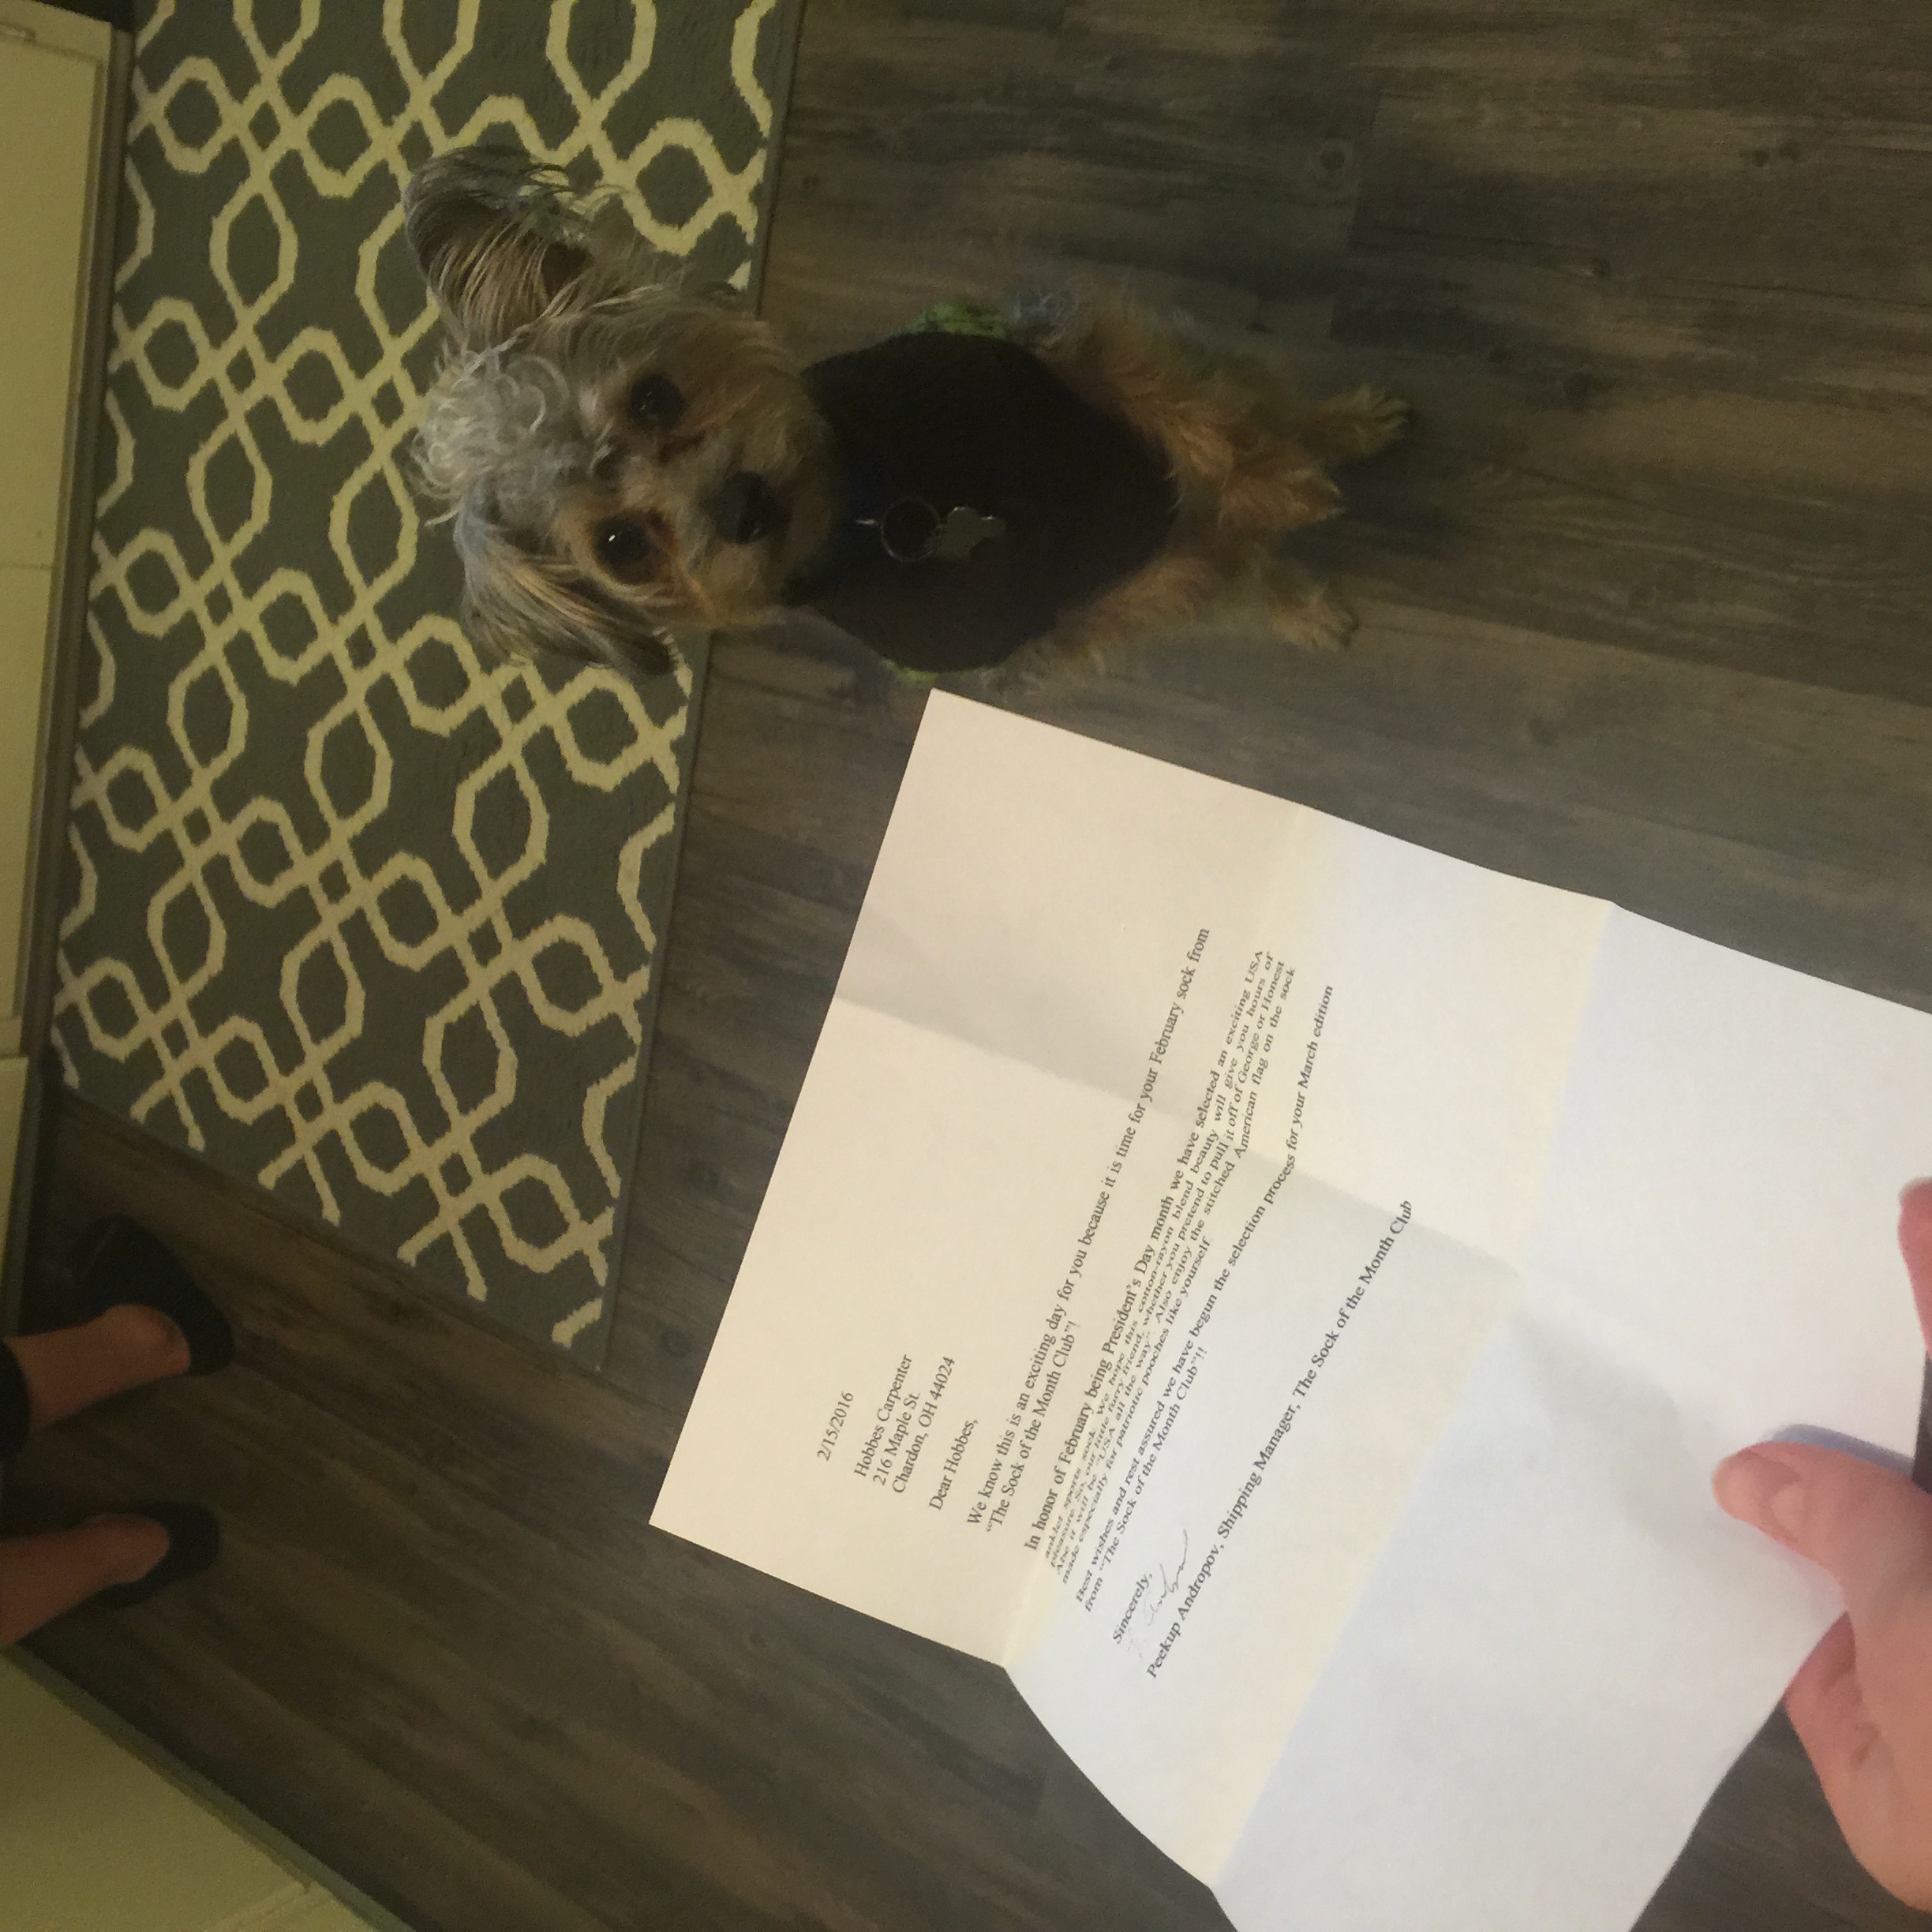 2/15/2016
Hobbes Carpenter
216 Maple St.
Chardon, OH 44024
Dear Hobbes,
We know this is an exciting day for you because it is time for your February sock from
“The Sock of the Month Club”!
In honor of February being President’s Day month we have selected an exciting USA
anklet sports sock. We hope this cotton-rayon blend beauty will give you hours of
pleasure. So, our little furry friend, whether you pretend to pull it off of George or Honest
Abe it will be “USA all the way”. Also enjoy the stitched American flag on the sock
made especially for patriotic pooches like yourself.
Best wishes and rest assured we have begun the selection process for your March edition
from “The Sock of the Month Club”!!
Sincerely,
Peekup Andropov, Shipping Manager, The Sock of the Month Club